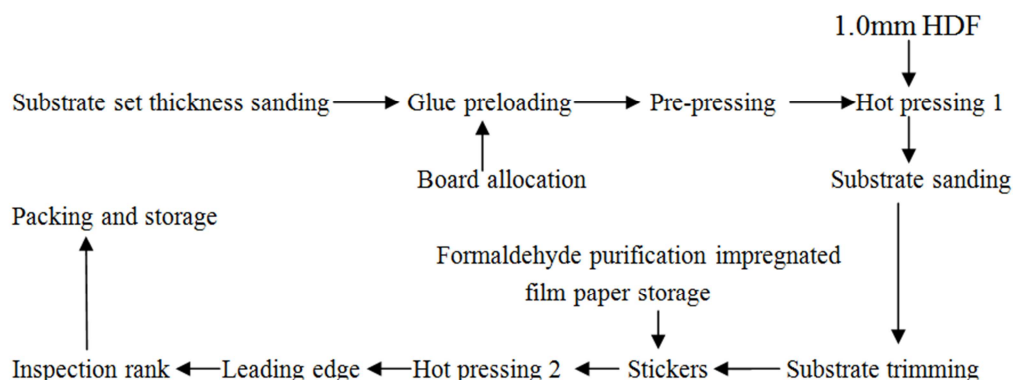 1.0mm HDF
Substrate set thickness sanding
Glue preloading
Pre-pressing
Hot pressing 1
Board allocation
Substrate sanding
Packing and storage
Formaldehyde purification impregnated
film paper storage
Inspection rank
Leading edge
Hot pressing 2
Stickers
Substrate trimming